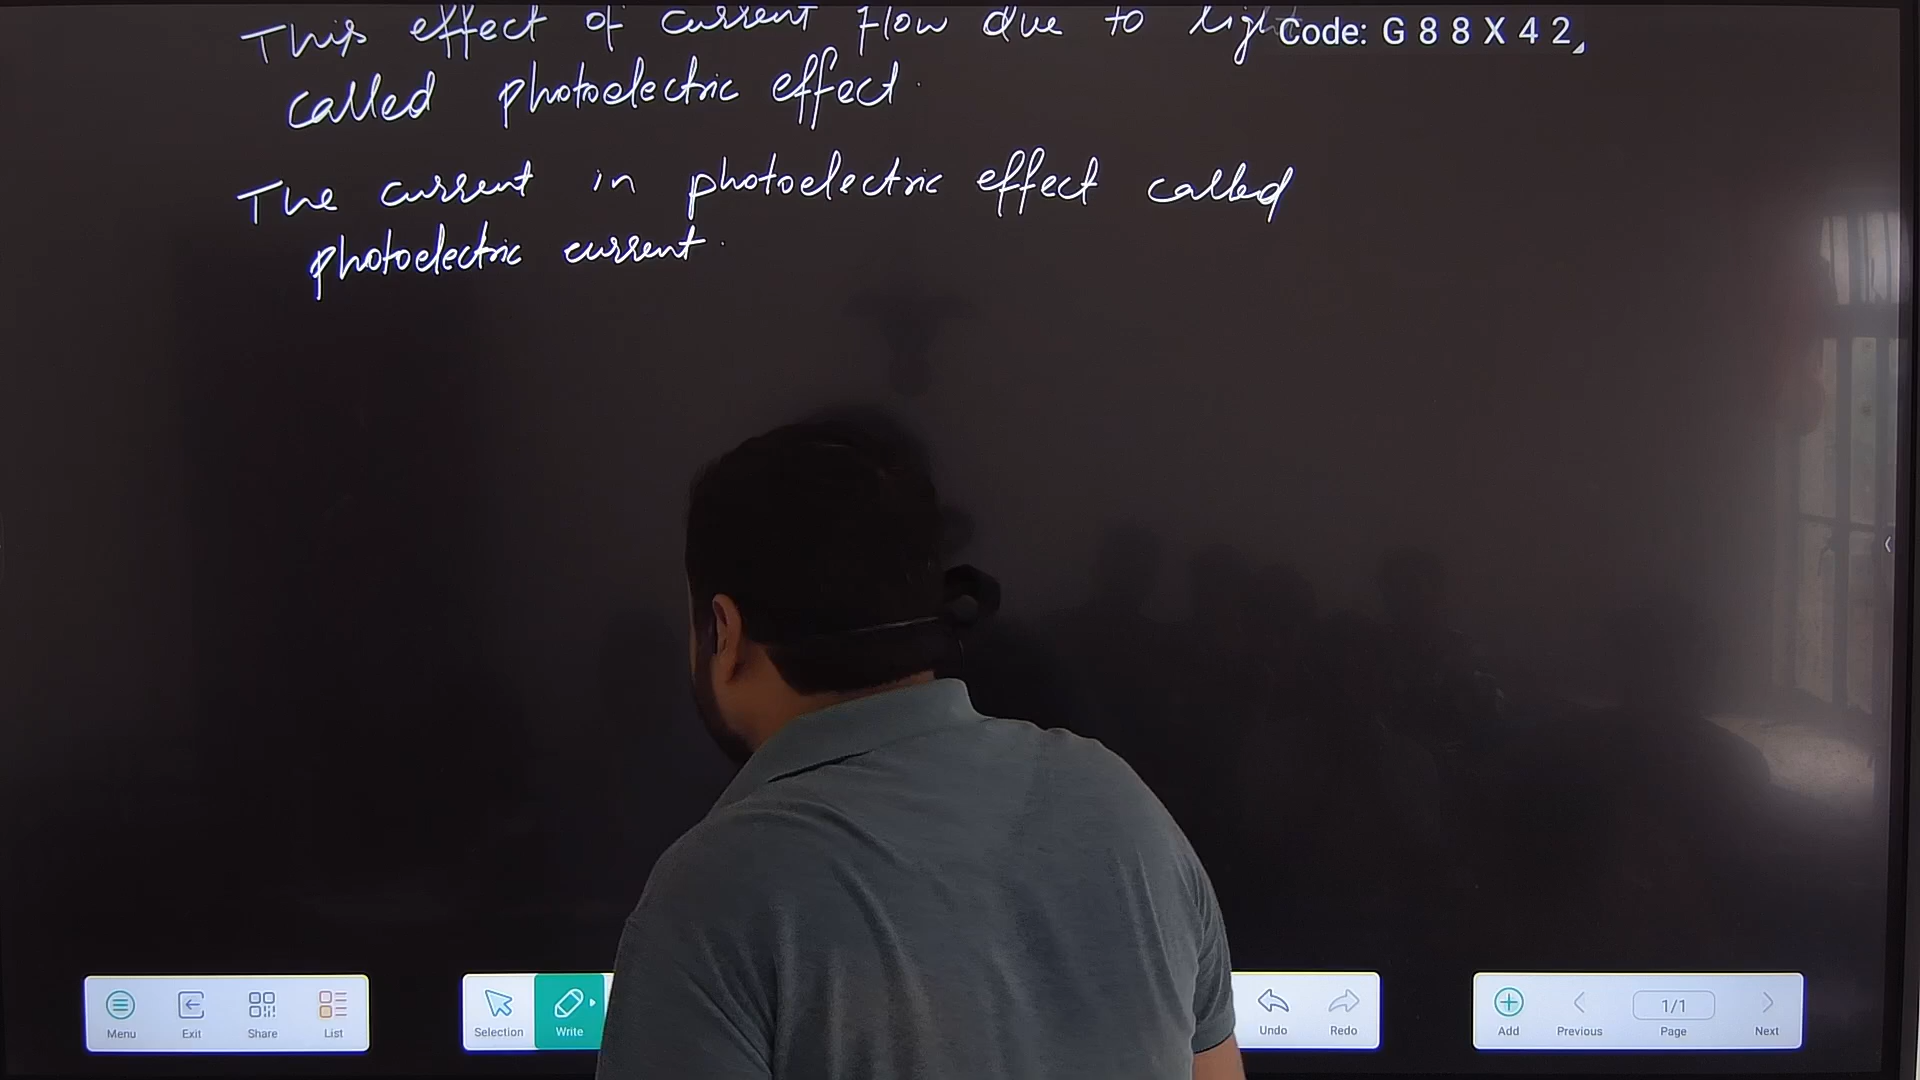 This effect of current flow due to ligh
Code: G 8 8 X 4 2
called photoelectric effect.
The current in photoelectric effect called
photoelectric current.
Menu
Exit
Share
List
Selection
Write
Undo
Redo
Add
Previous
1/1
Page
Next